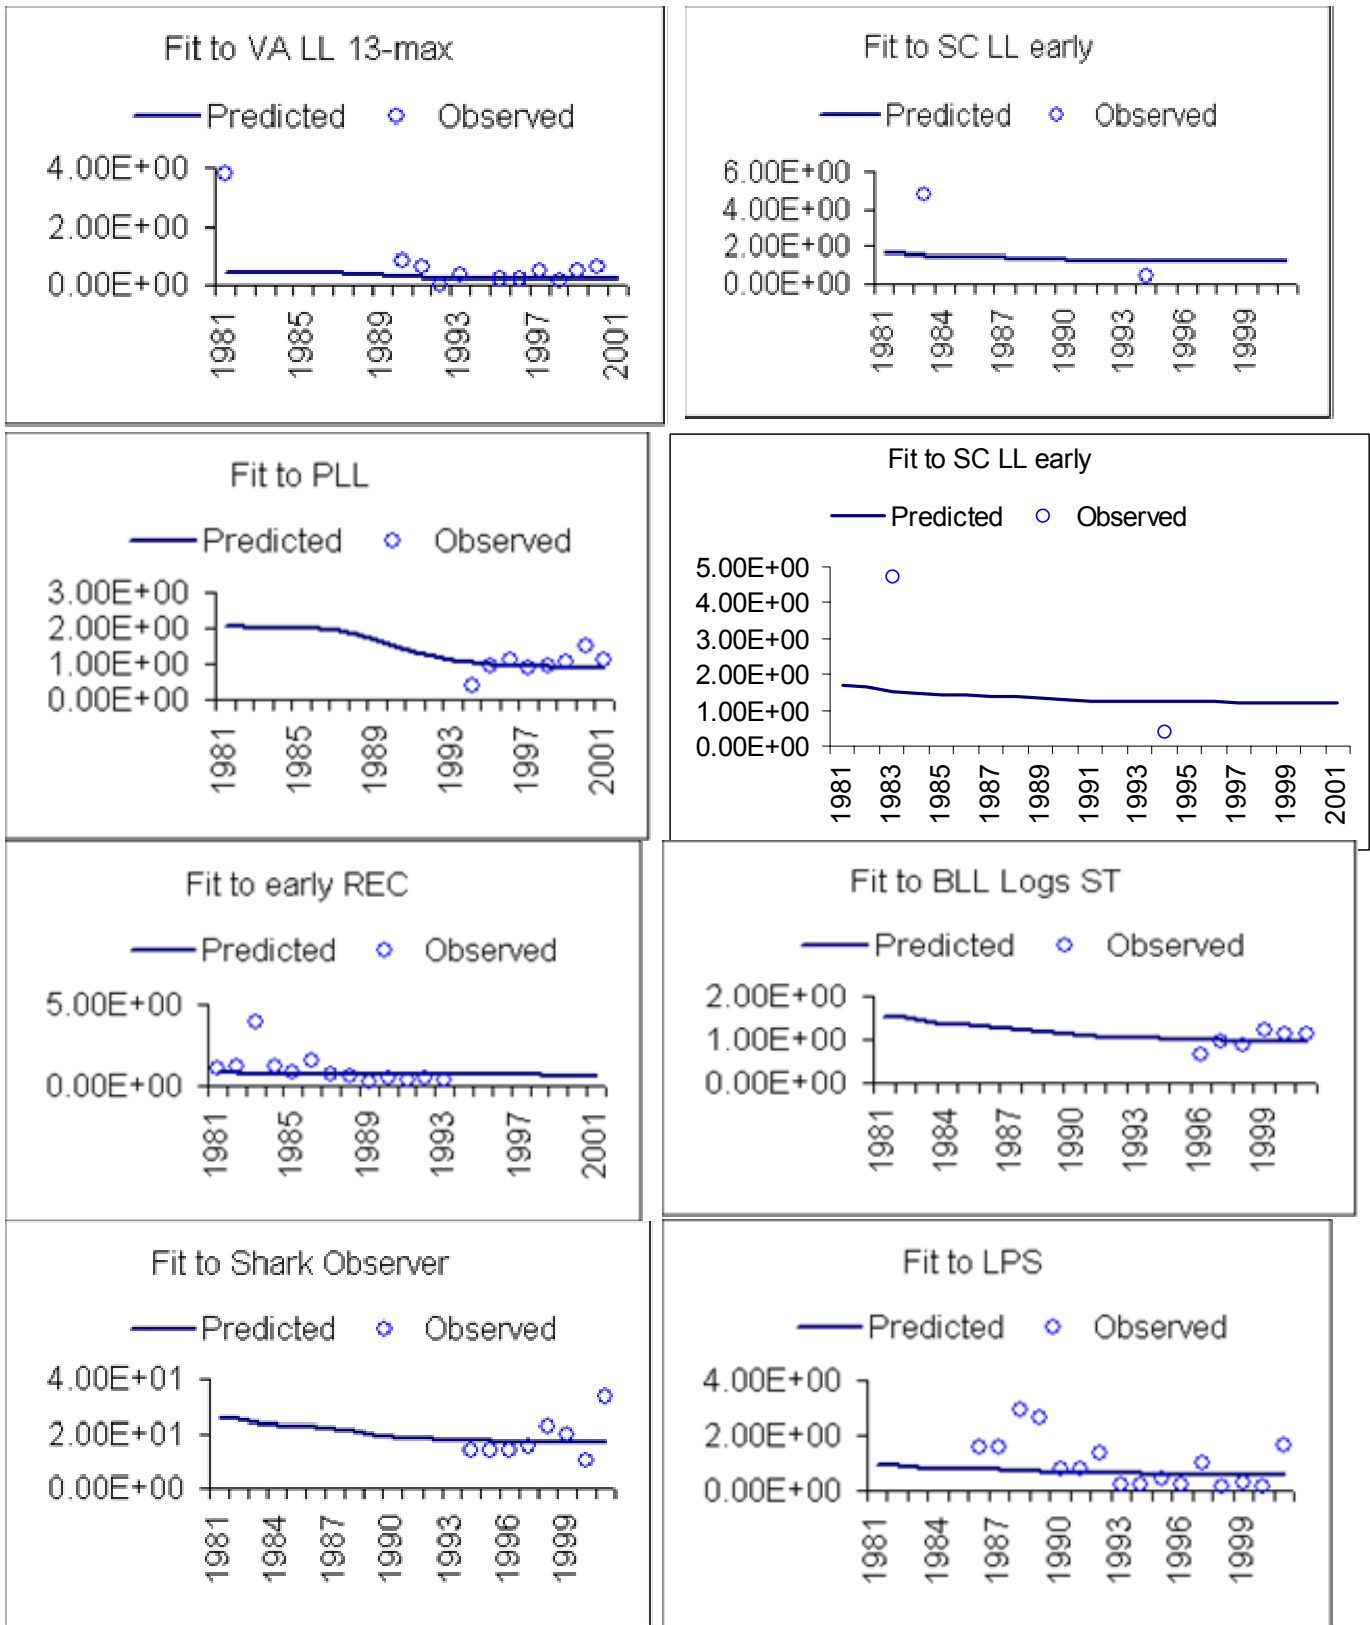 Fit to VA LL 13-max
Predicted Observed
4.00E+00
2.00E+00
0.00E+00
1981 1985 1989 1993 1997 2001
Fit to SC LL early
Predicted Observed
6.00E+00
4.00E+00
2.00E+00
0.00E+00
1981 1984 1987 1990 1993 1996 1999
Fit to PLL
Predicted Observed
3.00E+00
2.00E+00
1.00E+00
0.00E+00
1981 1985 1989 1993 1997 2001
Fit to SC LL early
Predicted Observed
5.00E+00
4.00E+00
3.00E+00
2.00E+00
1.00E+00
0.00E+00
1981 1983 1985 1987 1989 1991 1993 1995 1997 1999 2001
Fit to early REC
Predicted Observed
5.00E+00
0.00E+00
1981 1985 1989 1993 1997 2001
Fit to BLL Logs ST
Predicted Observed
2.00E+00
1.00E+00
0.00E+00
1981 1984 1987 1990 1993 1996 1999
Fit to Shark Observer
Predicted Observed
4.00E+01
2.00E+01
0.00E+00
1981 1984 1987 1990 1993 1996 1999
Fit to LPS
Predicted Observed
4.00E+00
2.00E+00
0.00E+00
1981 1984 1987 1990 1993 1996 1999